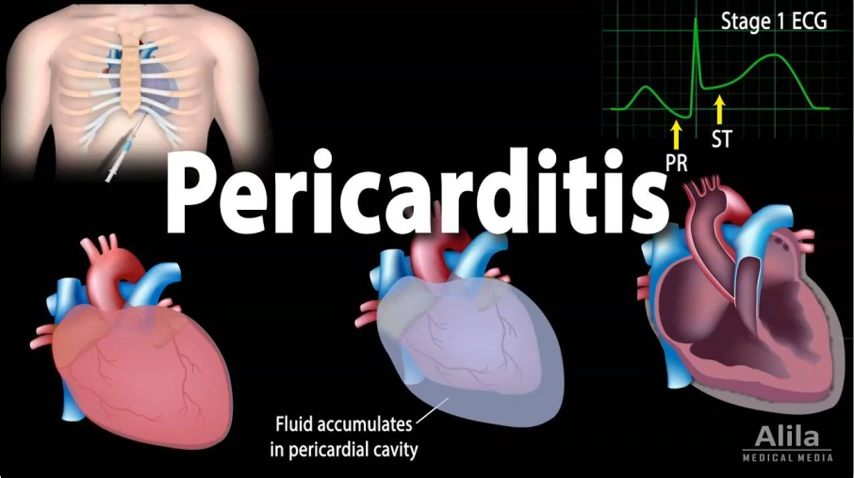 Stage 1 ECG
ST
PR
Pericarditis
Fluid accumulates
in pericardial cavity
Alila
MEDICAL MEDIA